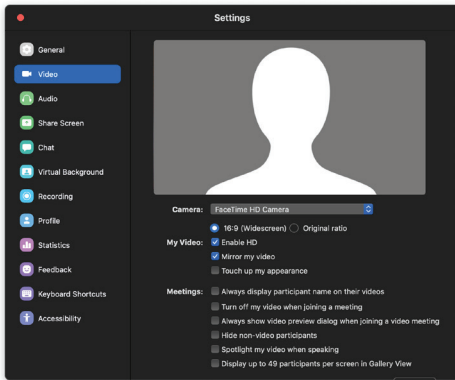 Settings
General
Video
Audio
Share Screen
Chat
Virtual Background
Recording
Profile
Statistics
Feedback
Keyboard Shortcuts
Accessibility
Camera: FaceTime HD Camera
16:9 (Widescreen) Original ratio
My Video: Enable HD
Mirror my video
Touch up my appearance
Meetings: Always display participant name on their videos
Turn off my video when joining a meeting
Always show video preview dialog when joining a video meeting
Hide non-video participants
Spotlight my video when speaking
Display up to 49 participants per screen in Gallery View